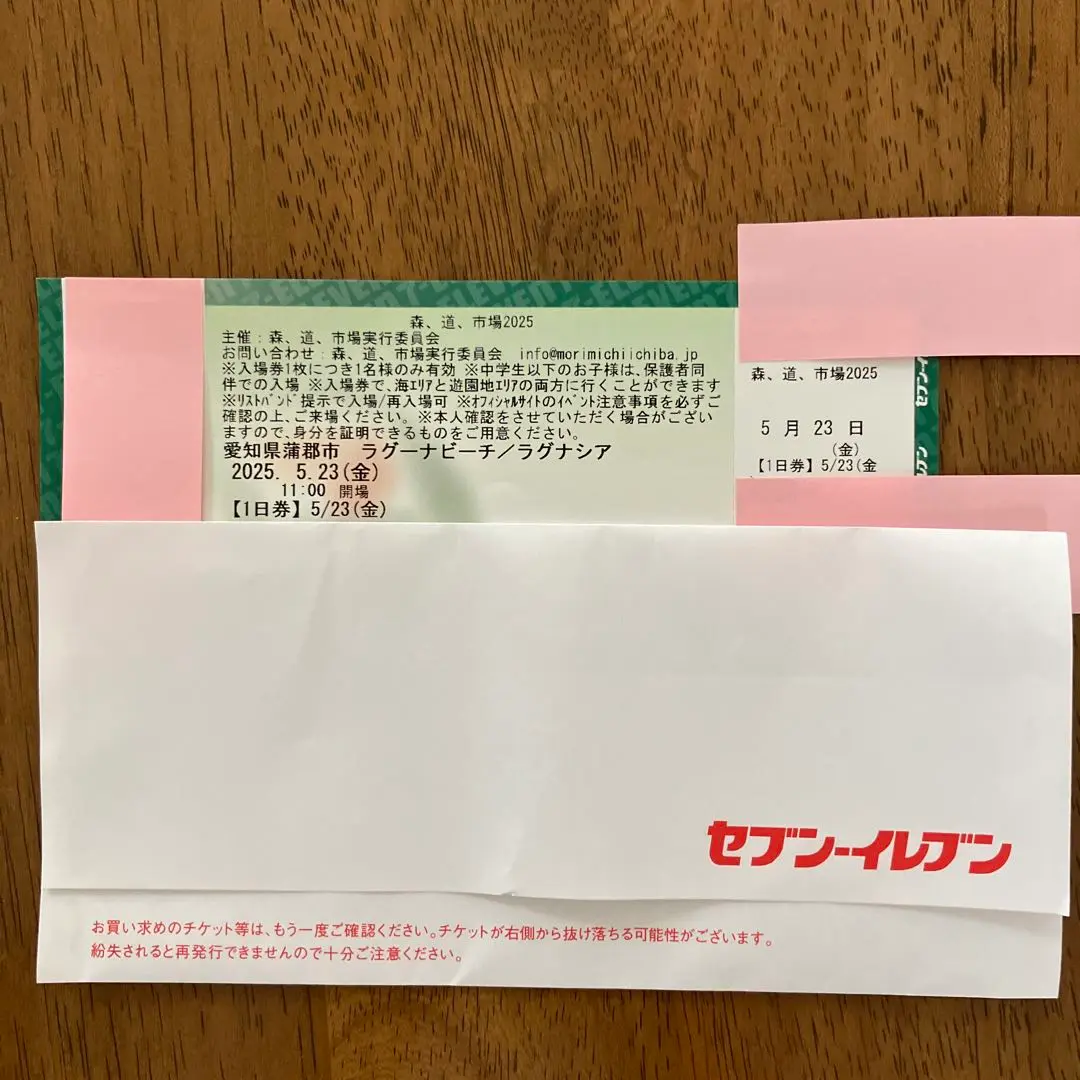 7-ELEVEN
森、道、市場2025
主催:森、道、市場実行委員会
お問い合わせ:森、道、市場実行委員会 info@morimichiichiba.jp
※入場券1枚につき1名様のみ有効 ※中学生以下のお子様は、保護者同
伴での入場 ※入場券で、海エリアと遊園地エリアの両方に行くことができます
※リストバンド提示で入場/再入場可 ※オフィシャルサイトのイベント注意事項を必ずご
確認の上、ご来場ください。※本人確認をさせていただく場合がござい
ますので、身分を証明できるものをご用意ください。
愛知県蒲郡市 ラグーナビーチ/ラグナシア
2025. 5.23(金)
11:00 開場
【1日券】5/23(金)
森、道、市場2025
5 月 23 日
(金)
【1日券】5/23(金
セブン-イレブン
お買い求めのチケット等は、もう一度ご確認ください。チケットが右側から抜け落ちる可能性がございます。
紛失されると再発行できませんので十分ご注意ください。